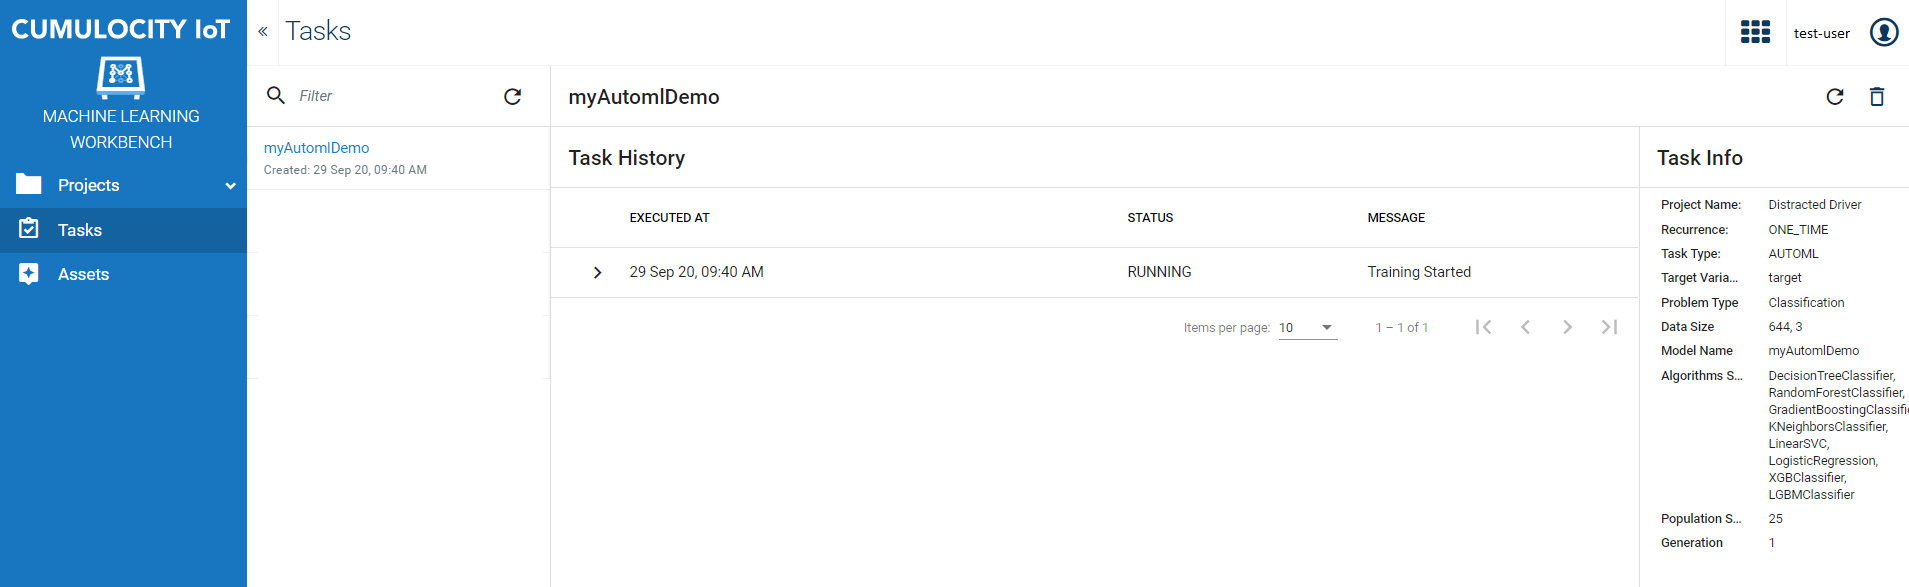 CUMULOCITY IoT
MACHINE LEARNING
WORKBENCH
Projects
Tasks
Assets
«
Tasks
test-user
Filter
myAutomlDemo
Created: 29 Sep 20, 09:40 AM
myAutomlDemo
Task History
EXECUTED AT STATUS MESSAGE
29 Sep 20, 09:40 AM RUNNING Training Started
Items per page: 10 1 – 1 of 1
Task Info
Project Name: Distracted Driver
Recurrence: ONE_TIME
Task Type: AUTOML
Target Varia... target
Problem Type Classification
Data Size 644, 3
Model Name myAutomlDemo
Algorithms S... DecisionTreeClassifier,
RandomForestClassifier,
GradientBoostingClassifi
KNeighborsClassifier,
LinearSVC,
LogisticRegression,
XGBClassifier,
LGBMClassifier
Population S... 25
Generation 1